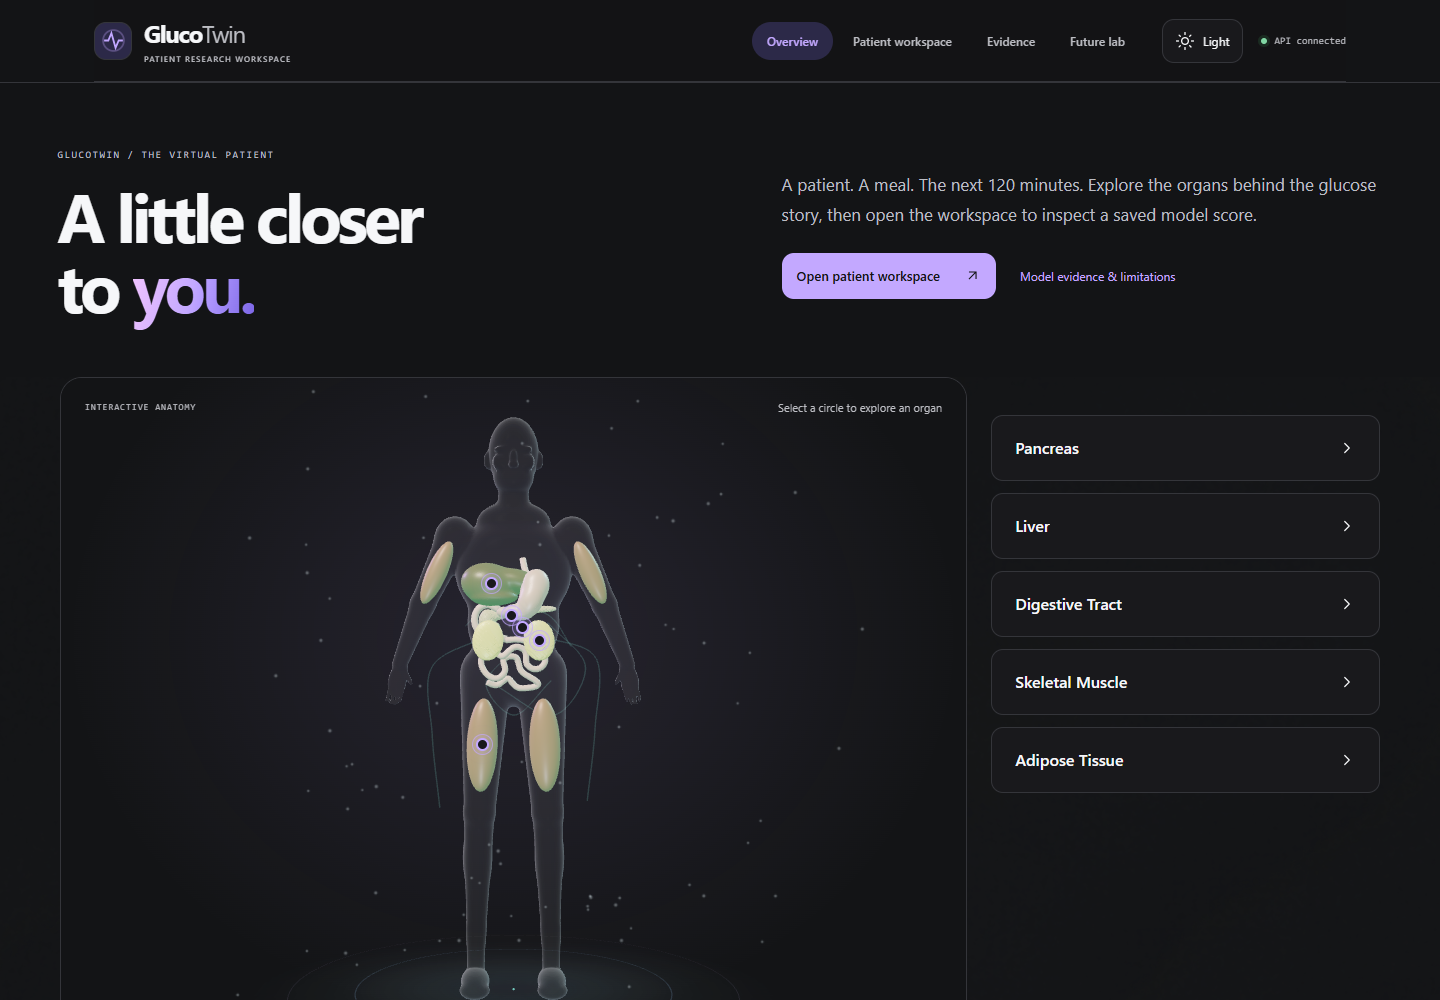 GlucoTwin
PATIENT RESEARCH WORKSPACE
Overview
Patient workspace
Evidence
Future lab
Light
API connected
GLUCOTWIN / THE VIRTUAL PATIENT
A little closer
to you.
A patient. A meal. The next 120 minutes. Explore the organs behind the glucose
story, then open the workspace to inspect a saved model score.
Open patient workspace
Model evidence & limitations
INTERACTIVE ANATOMY
Select a circle to explore an organ
Pancreas
Liver
Digestive Tract
Skeletal Muscle
Adipose Tissue